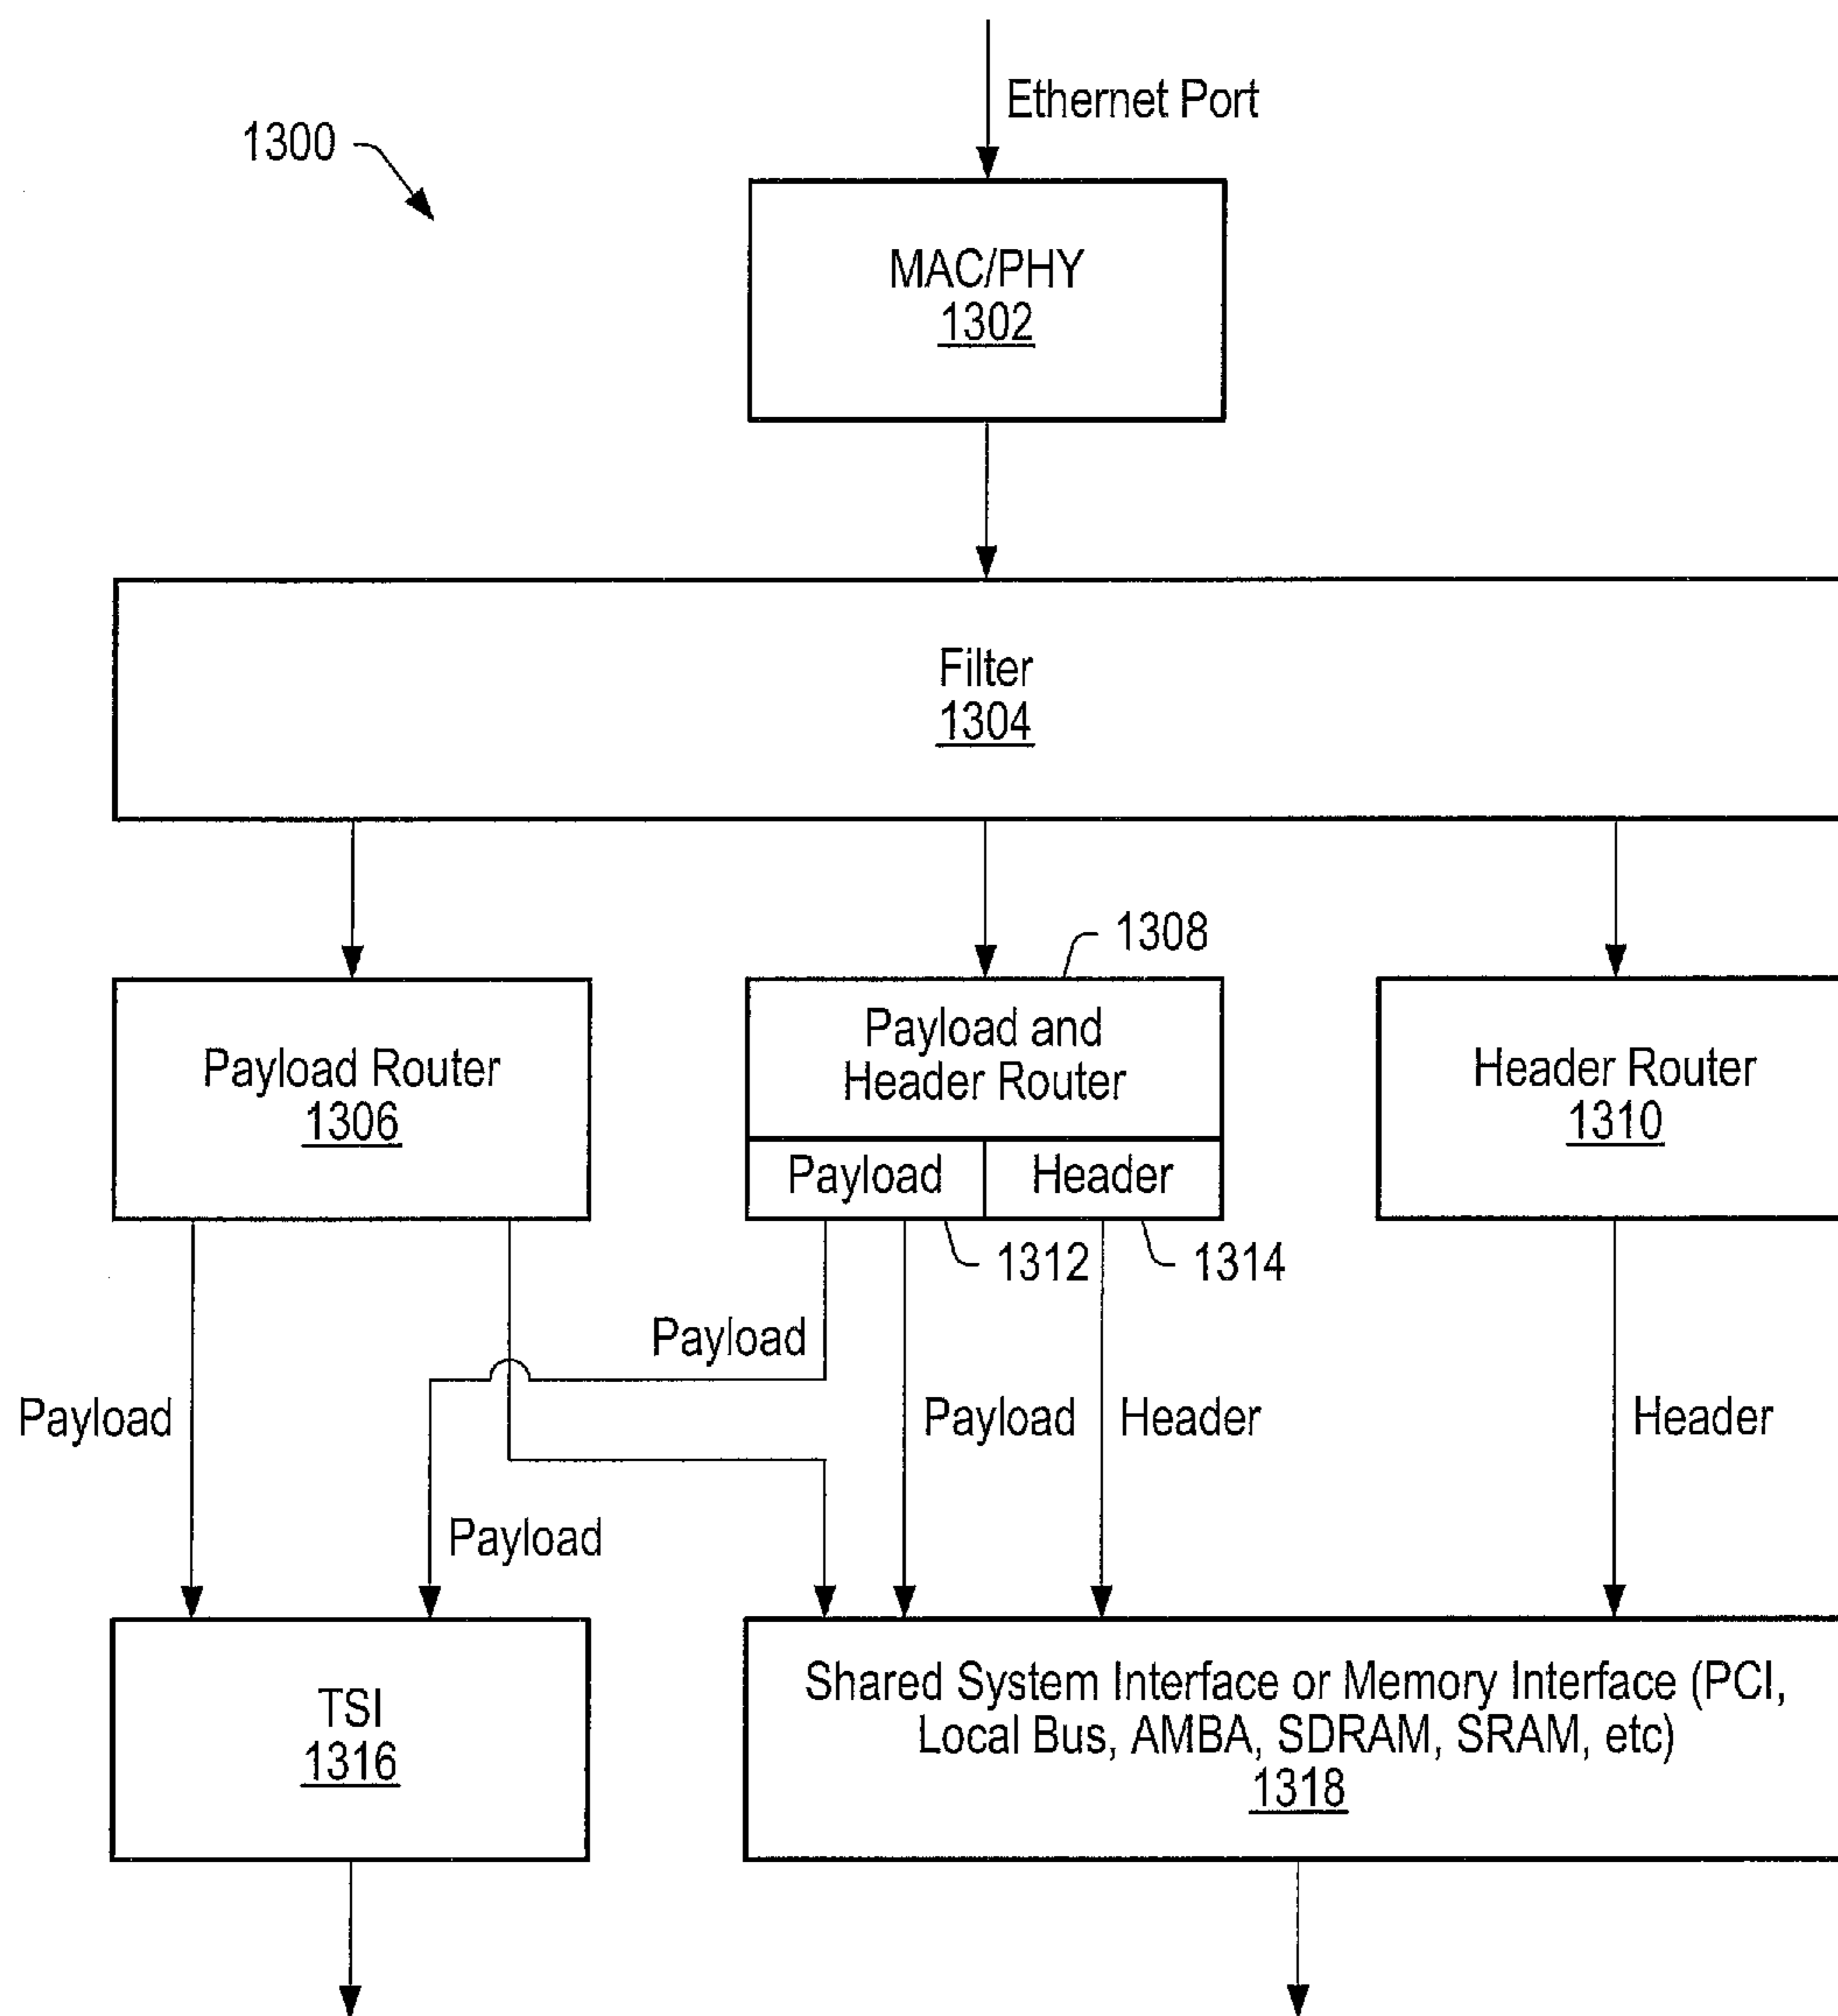 Ethernet Port
1300
MAC/PHY
1302
Filter
1304
1308
Payload Router
1306
Payload and
Header Router
Header Router
1310
Payload
Header
1312
1314
Payload
Payload
Payload
Header
Header
Payload
TSI
1316
Shared System Interface or Memory Interface (PCI,
Local Bus, AMBA, SDRAM, SRAM, etc)
1318